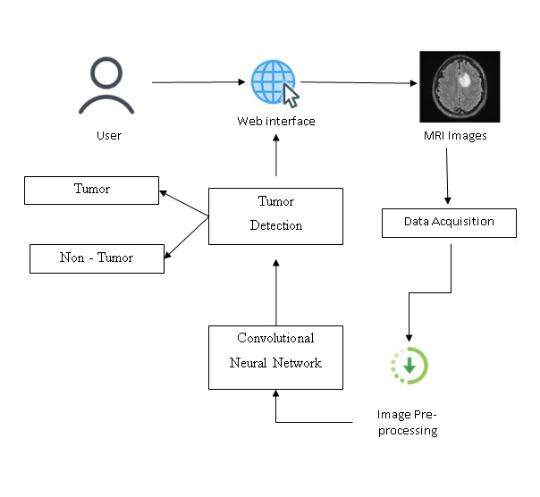 User
Web interface
MRI Images
Tumor
Tumor
Detection
Data Acquisition
Non - Tumor
Convolutional
Neural Network
Image Pre-
processing